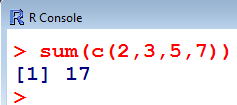 R Console
> sum(c(2,3,5,7))
[1] 17
>